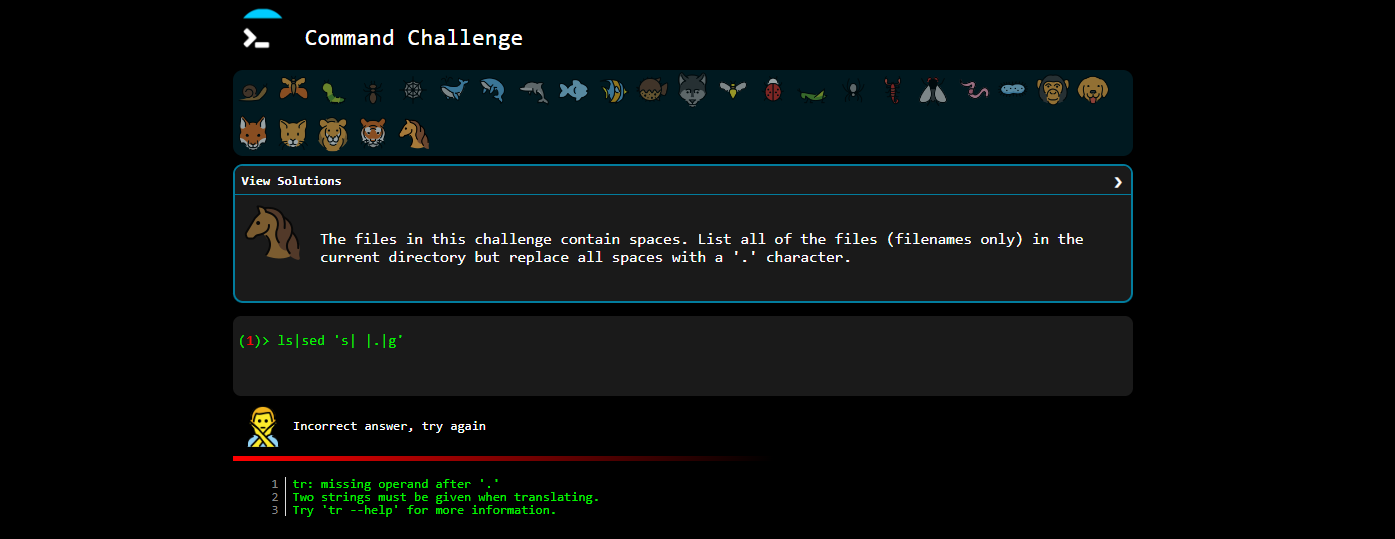 Command Challenge
View Solutions
The files in this challenge contain spaces. List all of the files (filenames only) in the
current directory but replace all spaces with a '.' character.
(1)> ls|sed 's| |.|g'
Incorrect answer, try again
1 tr: missing operand after '.'
2 Two strings must be given when translating.
3 Try 'tr --help' for more information.